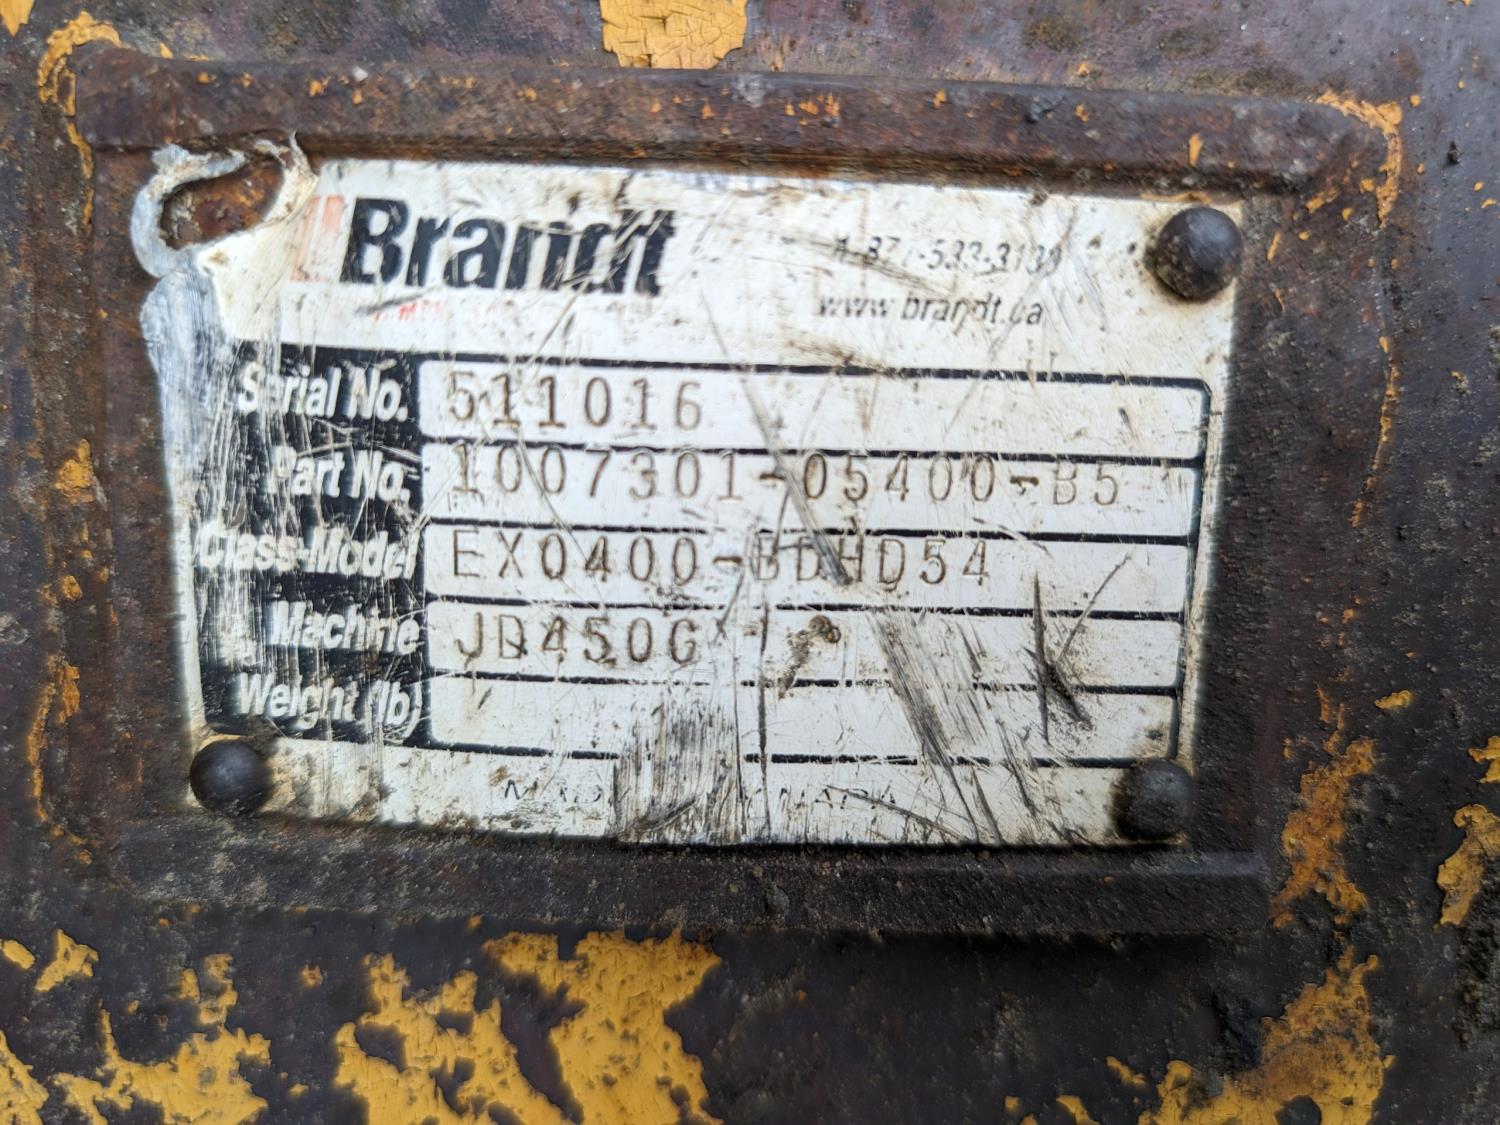 Brandt
www.brandt.ca
Serial No. 511016
Part No. 1007301-05400-B5
Class-Model EX0400-BDHD54
Machine JD450G
Weight (lb)